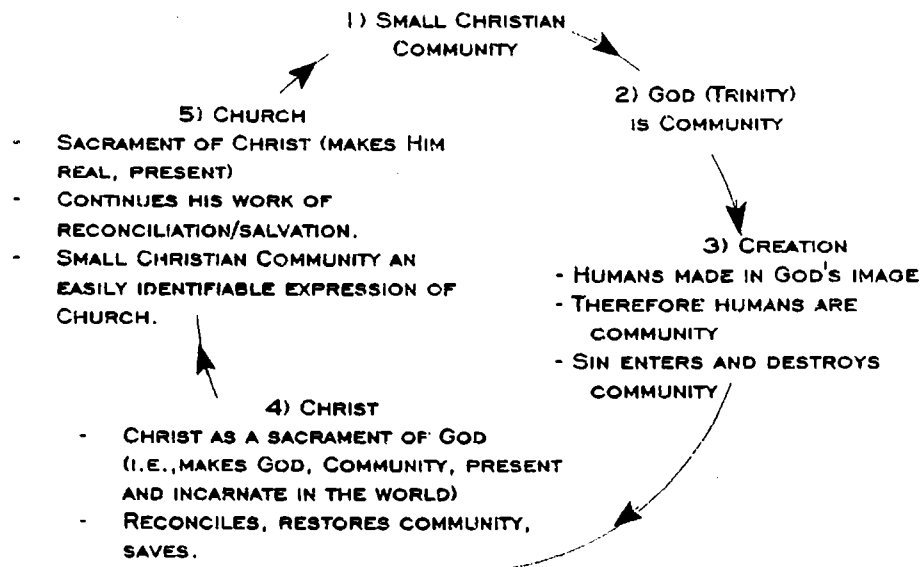 1) SMALL CHRISTIAN
COMMUNITY
2) GOD (TRINITY)
IS COMMUNITY
3) CREATION
- HUMANS MADE IN GOD'S IMAGE
- THEREFORE HUMANS ARE
COMMUNITY
- SIN ENTERS AND DESTROYS
COMMUNITY
4) CHRIST
- CHRIST AS A SACRAMENT OF GOD
(I.E.,MAKES GOD, COMMUNITY, PRESENT
AND INCARNATE IN THE WORLD)
- RECONCILES, RESTORES COMMUNITY,
SAVES.
5) CHURCH
- SACRAMENT OF CHRIST (MAKES HIM
REAL, PRESENT)
- CONTINUES HIS WORK OF
RECONCILIATION/SALVATION.
- SMALL CHRISTIAN COMMUNITY AN
EASILY IDENTIFIABLE EXPRESSION OF
CHURCH.